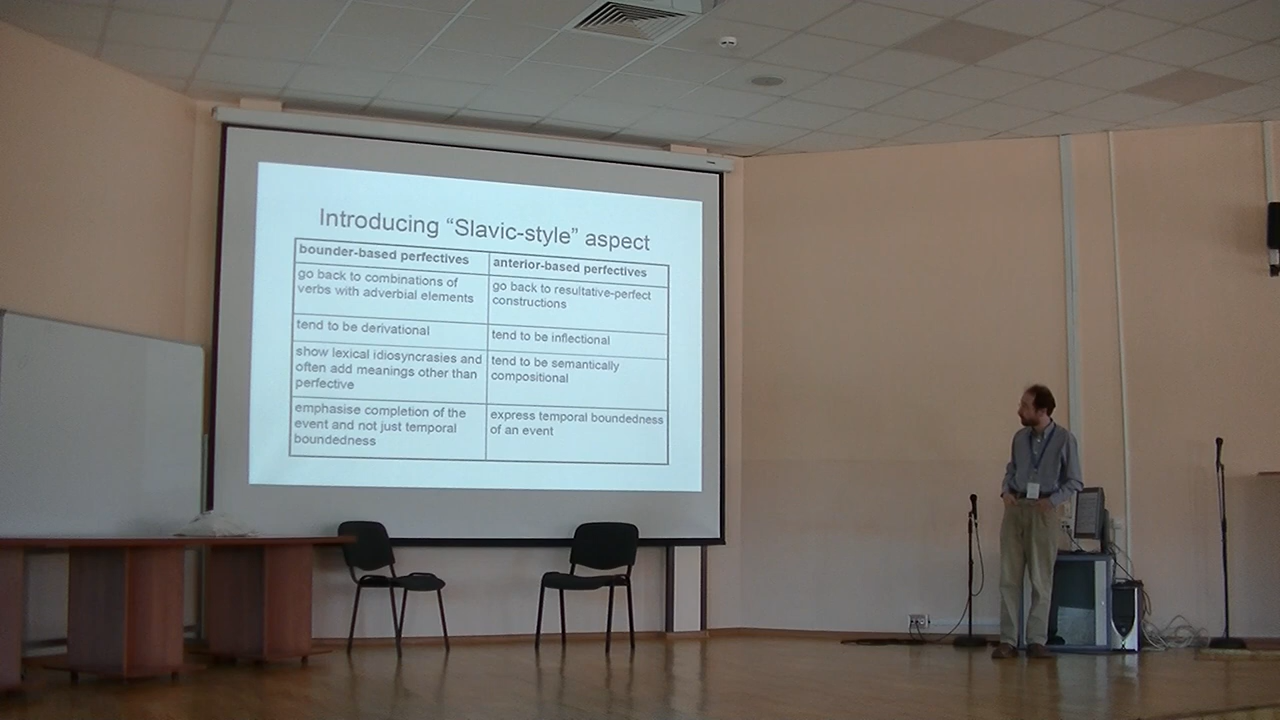 Introducing “Slavic-style” aspect
bounder-based perfectives
anterior-based perfectives
go back to combinations of
verbs with adverbial elements
go back to resultative-perfect
constructions
tend to be derivational
tend to be inflectional
show lexical idiosyncrasies and
often add meanings other than
perfective
tend to be semantically
compositional
emphasise completion of the
event and not just temporal
boundedness
express temporal boundedness
of an event